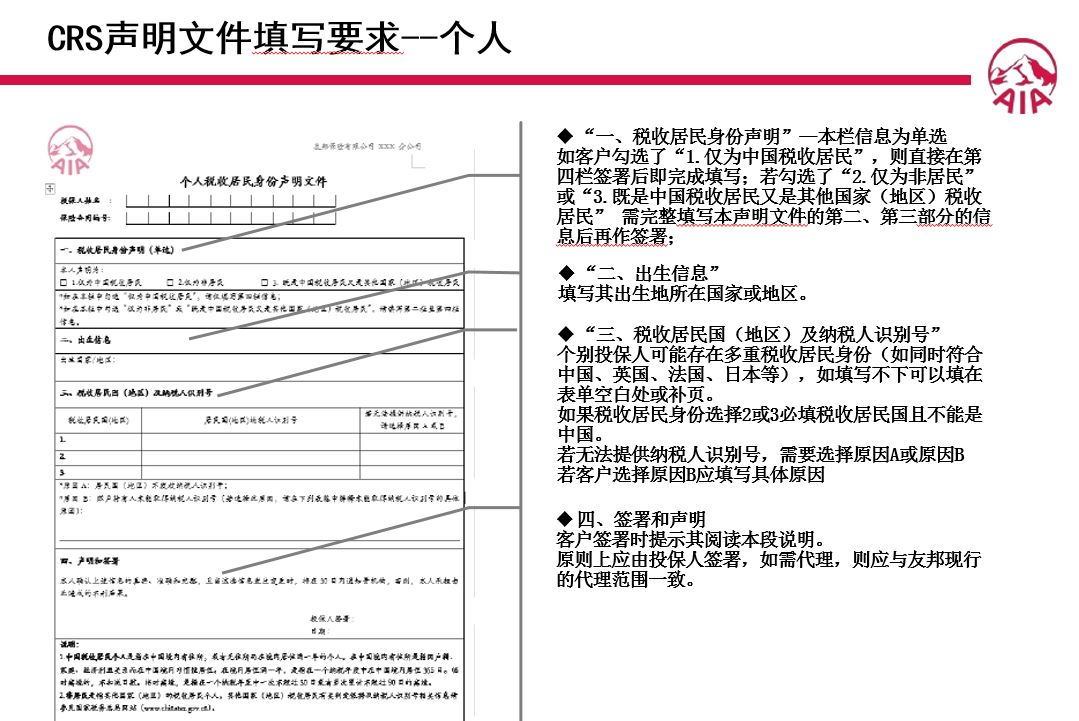 CRS声明文件填写要求--个人
AIA
AIA
友邦保险有限公司 XXX 分公司
个人税收居民身份声明文件
投保人姓名 :
保险合同编号:
一、税收居民身份声明（单选）
本人声明为:
□ 1.仅为中国税收居民 □ 2.仅为非居民 □ 3. 既是中国税收居民又是其他国家（地区）税收居民
*如在本栏中勾选“仅为中国税收居民”，请仅填写第四栏信息;
*如在本栏中勾选“仅为非居民”或“既是中国税收居民又是其他国家（地区）税收居民”，请填写第二栏至第四栏
信息。
二、出生信息
出生国家/地区:
三、税收居民国（地区）及纳税人识别号
税收居民国(地区) 居民国(地区)纳税人识别号 若无法提供纳税人识别号，
请选择原因 A 或 B
1.
2.
3
*原因 A: 居民国（地区）不发放纳税人识别号;
*原因 B: 账户持有人未能取得纳税人识别号（若选择此原因，请在下列表格中解释未能取得纳税人识别号的具体
原因）:
四、声明和签署
本人确认上述信息的真实、准确和完整，且当这些信息发生变更时，将在 30 日内通知贵机构，否则，本人承担由
此造成的不利后果。
投保人签署:
日期:
说明:
1.中国税收居民个人是指在中国境内有住所，或者无住所而在境内居住满一年的个人。在中国境内有住所是指因户籍、
家庭、经济利益关系而在中国境内习惯性居住。在境内居住满一年，是指在一个纳税年度中在中国境内居住 365 日。临
时离境的，不扣减日数。临时离境，是指在一个纳税年度中一次不超过 30 日或者多次累计不超过 90 日的离境。
2.非居民是指其他国家（地区）的税收居民个人。其他国家（地区）税收居民有关判定依据及纳税人识别号相关信息请
参见国家税务总局网站（www.chinatax.gov.cn）。
◆“一、税收居民身份声明”—本栏信息为单选
如客户勾选了“1.仅为中国税收居民”，则直接在第
四栏签署后即完成填写；若勾选了“2.仅为非居民”
或“3.既是中国税收居民又是其他国家（地区）税收
居民” 需完整填写本声明文件的第二、第三部分的信
息后再作签署；
◆“二、出生信息”
填写其出生地所在国家或地区。
◆“三、税收居民国（地区）及纳税人识别号”
个别投保人可能存在多重税收居民身份（如同时符合
中国、英国、法国、日本等），如填写不下可以填在
表单空白处或补页。
如果税收居民身份选择2或3必填税收居民国且不能是
中国。
若无法提供纳税人识别号，需要选择原因A或原因B
若客户选择原因B应填写具体原因
◆四、签署和声明
客户签署时提示其阅读本段说明。
原则上应由投保人签署，如需代理，则应与友邦现行
的代理范围一致。